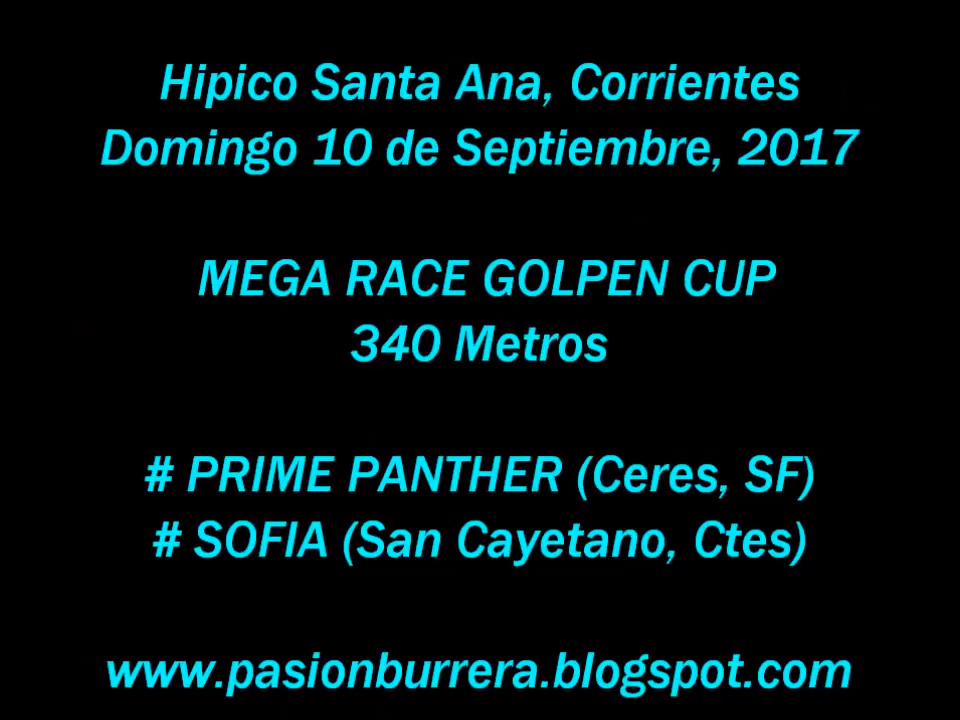 Hipico Santa Ana, Corrientes
Domingo 10 de Septiembre, 2017
MEGA RACE GOLPEN CUP
340 Metros
# PRIME PANTHER (Ceres, SF)
# SOFIA (San Cayetano, Ctes)
www.pasionburrera.blogspot.com